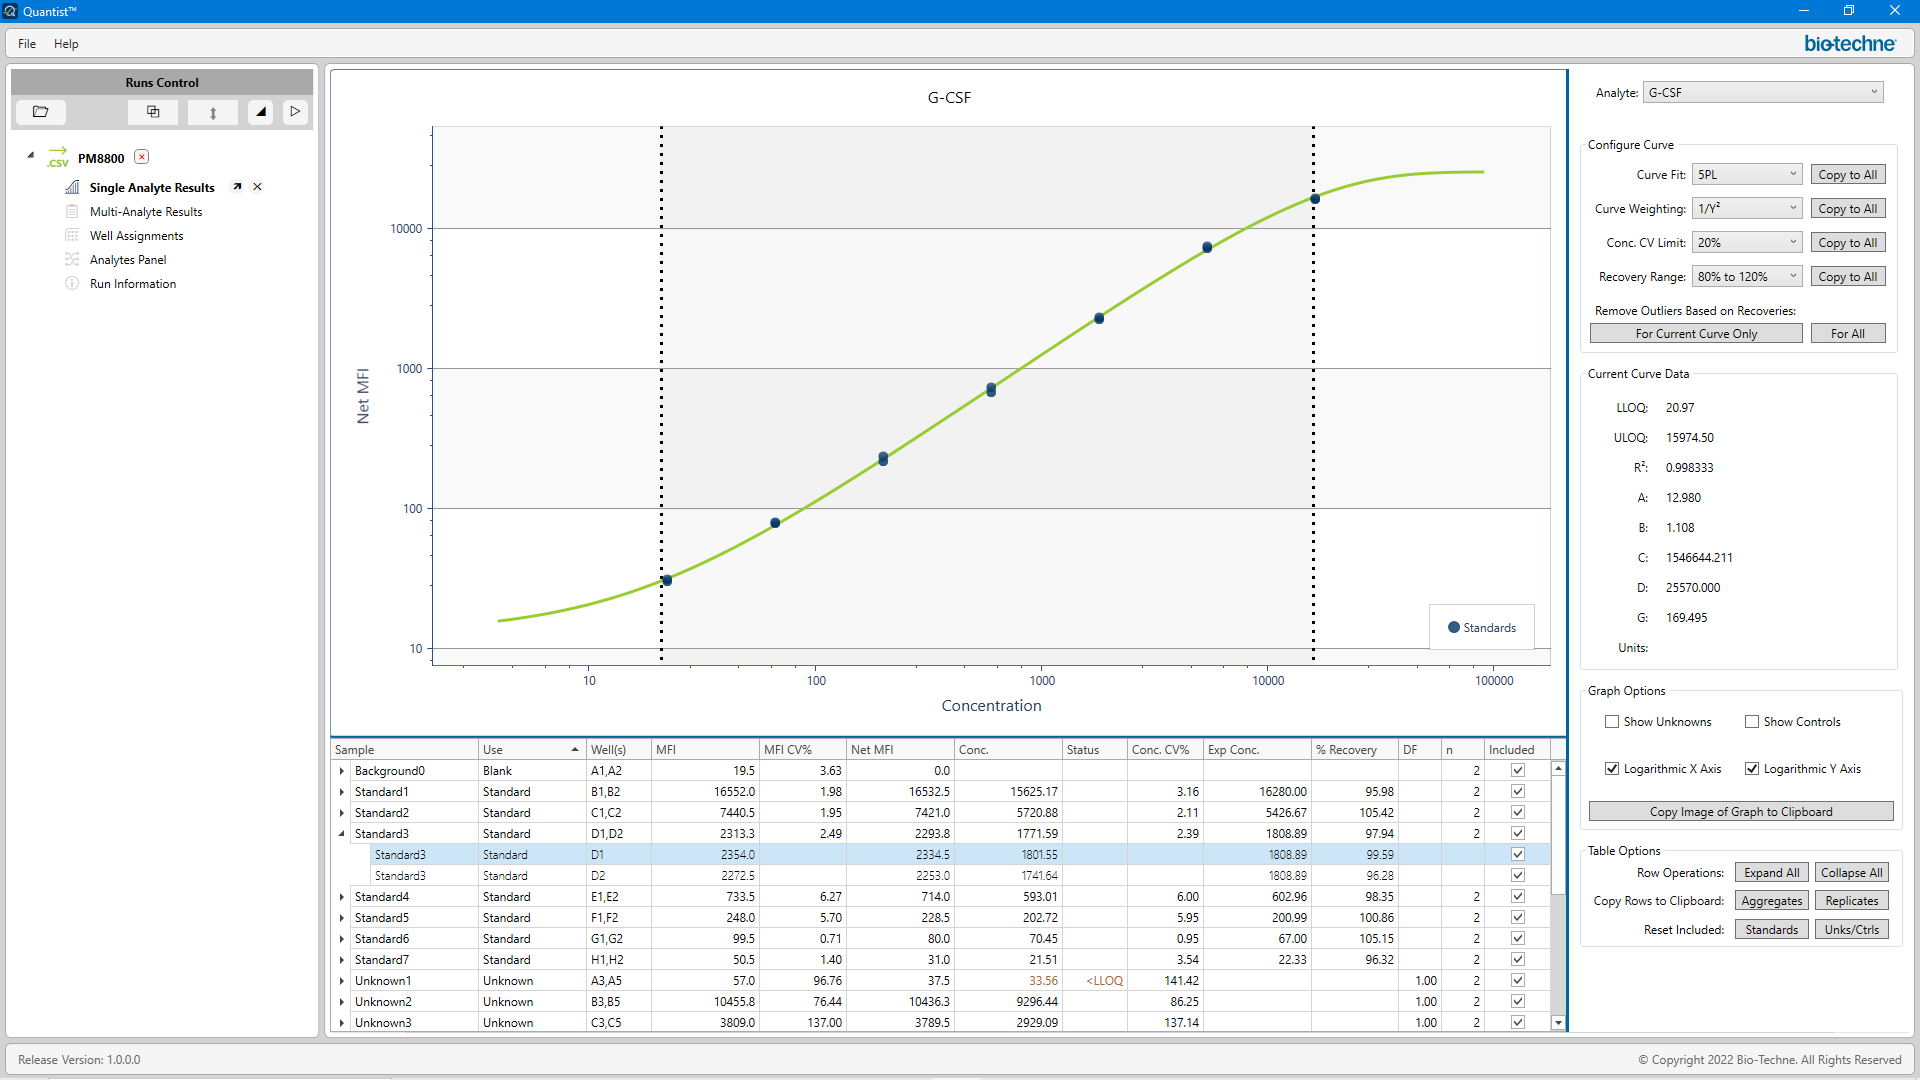 Quantist™
File Help
bio-techne
Runs Control
.CSV PM8800
Single Analyte Results
Multi-Analyte Results
Well Assignments
Analytes Panel
Run Information
G-CSF
Net MFI
10000
1000
100
10
10 100 1000 10000 100000
Concentration
Standards
Analyte: G-CSF
Configure Curve
Curve Fit: 5PL Copy to All
Curve Weighting: 1/Y² Copy to All
Conc. CV Limit: 20% Copy to All
Recovery Range: 80% to 120% Copy to All
Remove Outliers Based on Recoveries:
For Current Curve Only For All
Current Curve Data
LLOQ: 20.97
ULOQ: 15974.50
R²: 0.998333
A: 12.980
B: 1.108
C: 1546644.211
D: 25570.000
G: 169.495
Units:
Graph Options
Show Unknowns Show Controls
Logarithmic X Axis Logarithmic Y Axis
Copy Image of Graph to Clipboard
Table Options
Row Operations: Expand All Collapse All
Copy Rows to Clipboard: Aggregates Replicates
Reset Included: Standards Unks/Ctrls
Sample Use Well(s) MFI MFI CV% Net MFI Conc. Status Conc. CV% Exp Conc. % Recovery DF n Included
Background0 Blank A1,A2 19.5 3.63 0.0 2
Standard1 Standard B1,B2 16552.0 1.98 16532.5 15625.17 3.16 16280.00 95.98 2
Standard2 Standard C1,C2 7440.5 1.95 7421.0 5720.88 2.11 5426.67 105.42 2
Standard3 Standard D1,D2 2313.3 2.49 2293.8 1771.59 2.39 1808.89 97.94 2
Standard3 Standard D1 2354.0 2334.5 1801.55 1808.89 99.59
Standard3 Standard D2 2272.5 2253.0 1741.64 1808.89 96.28
Standard4 Standard E1,E2 733.5 6.27 714.0 593.01 6.00 602.96 98.35 2
Standard5 Standard F1,F2 248.0 5.70 228.5 202.72 5.95 200.99 100.86 2
Standard6 Standard G1,G2 99.5 0.71 80.0 70.45 0.95 67.00 105.15 2
Standard7 Standard H1,H2 50.5 1.40 31.0 21.51 3.54 22.33 96.32 2
Unknown1 Unknown A3,A5 57.0 96.76 37.5 33.56 <LLOQ 141.42 1.00 2
Unknown2 Unknown B3,B5 10455.8 76.44 10436.3 9296.44 86.25 1.00 2
Unknown3 Unknown C3,C5 3809.0 137.00 3789.5 2929.09 137.14 1.00 2
Release Version: 1.0.0.0
© Copyright 2022 Bio-Techne. All Rights Reserved